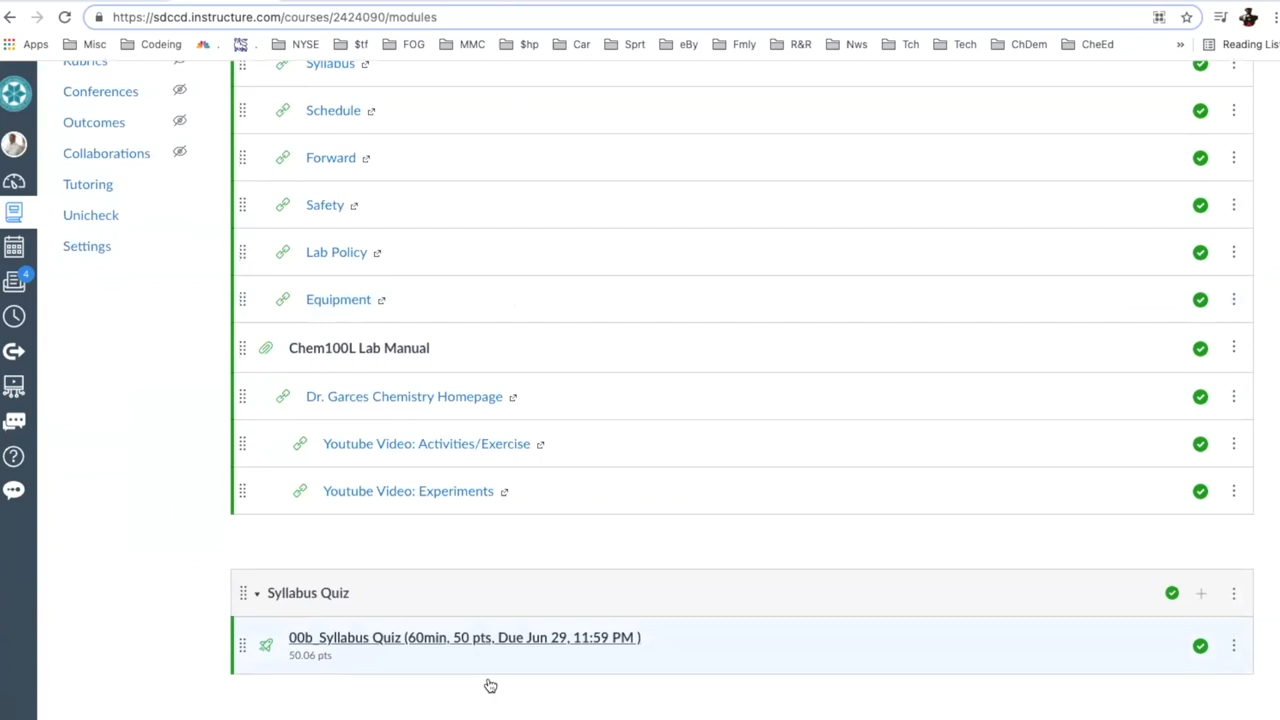 https://sdccd.instructure.com/courses/2424090/modules
Apps Misc Codeing . . NYSE $tf FOG MMC $hp Car Sprt eBy Fmly R&R Nws Tch Tech ChDem CheEd » Reading List
Rubrics
Syllabus
Conferences
Schedule
Outcomes
Collaborations
Forward
Tutoring
Safety
Unicheck
Settings
Lab Policy
4
Equipment
Chem100L Lab Manual
Dr. Garces Chemistry Homepage
Youtube Video: Activities/Exercise
Youtube Video: Experiments
Syllabus Quiz
00b_Syllabus Quiz (60min, 50 pts, Due Jun 29, 11:59 PM )
50.06 pts